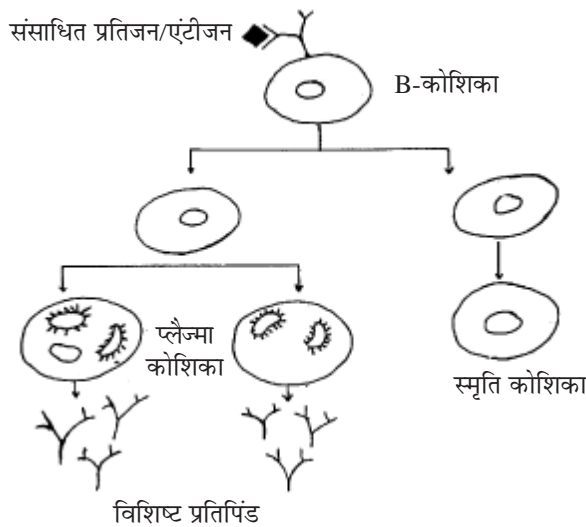 संसाधित प्रतिजन/एंटीजन
B-कोशिका
प्लैज्मा
कोशिका
स्मृति कोशिका
विशिष्ट प्रतिपिंड